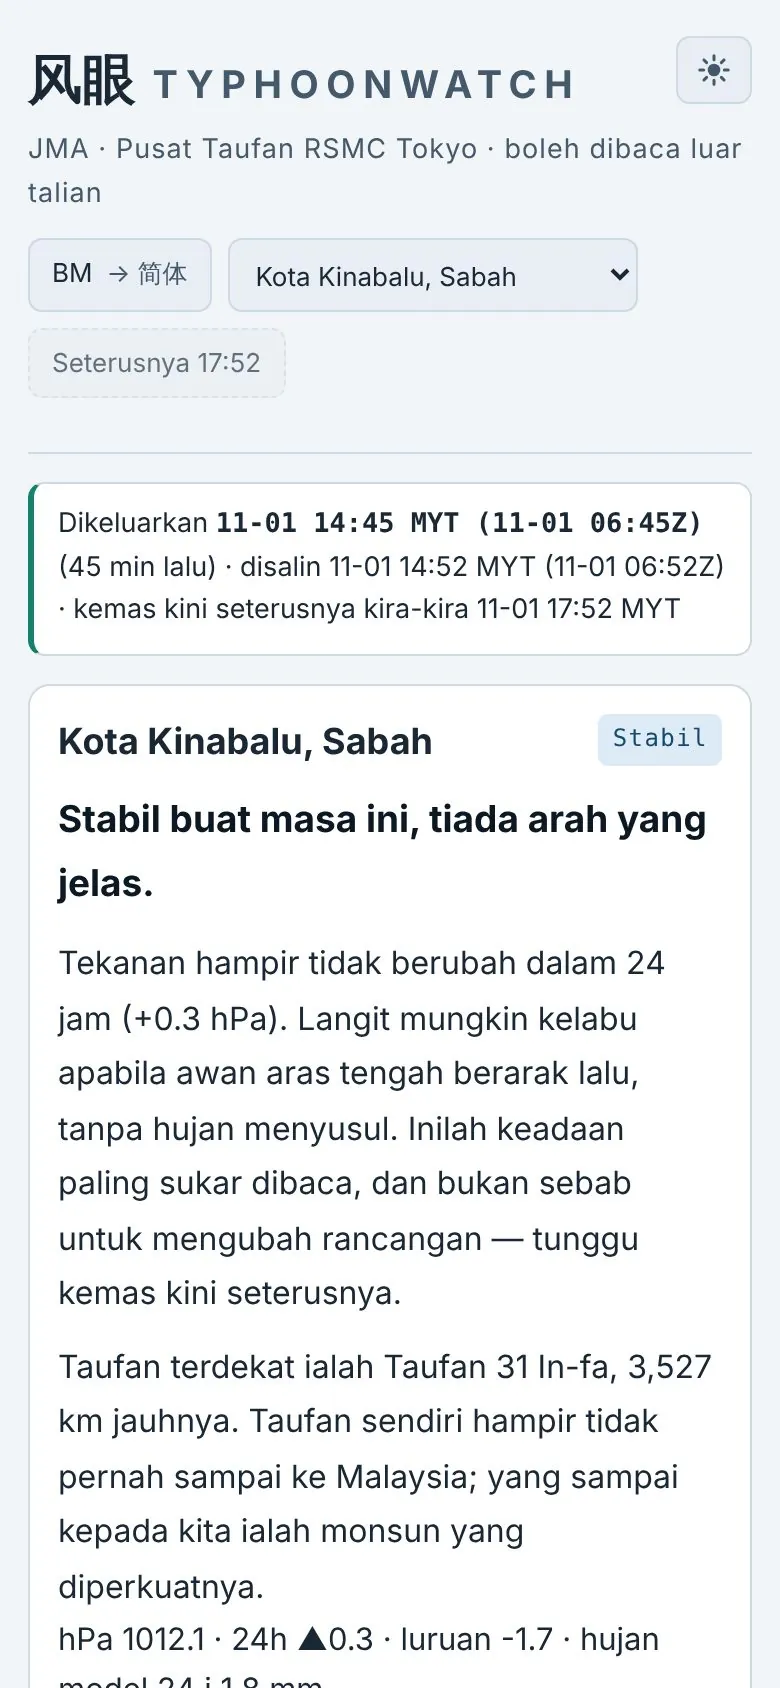 风眼 TYPHOONWATCH
JMA · Pusat Taufan RSMC Tokyo · boleh dibaca luar
talian
BM → 简体
Kota Kinabalu, Sabah
Seterusnya 17:52
Dikeluarkan 11-01 14:45 MYT (11-01 06:45Z)
(45 min lalu) · disalin 11-01 14:52 MYT (11-01 06:52Z)
· kemas kini seterusnya kira-kira 11-01 17:52 MYT
Kota Kinabalu, Sabah
Stabil
Stabil buat masa ini, tiada arah yang
jelas.
Tekanan hampir tidak berubah dalam 24
jam (+0.3 hPa). Langit mungkin kelabu
apabila awan aras tengah berarak lalu,
tanpa hujan menyusul. Inilah keadaan
paling sukar dibaca, dan bukan sebab
untuk mengubah rancangan — tunggu
kemas kini seterusnya.
Taufan terdekat ialah Taufan 31 In-fa, 3,527
km jauhnya. Taufan sendiri hampir tidak
pernah sampai ke Malaysia; yang sampai
kepada kita ialah monsun yang
diperkuatnya.
hPa 1012.1 · 24h ▲0.3 · luruan -1.7 · hujan
model 24 j 1.8 mm